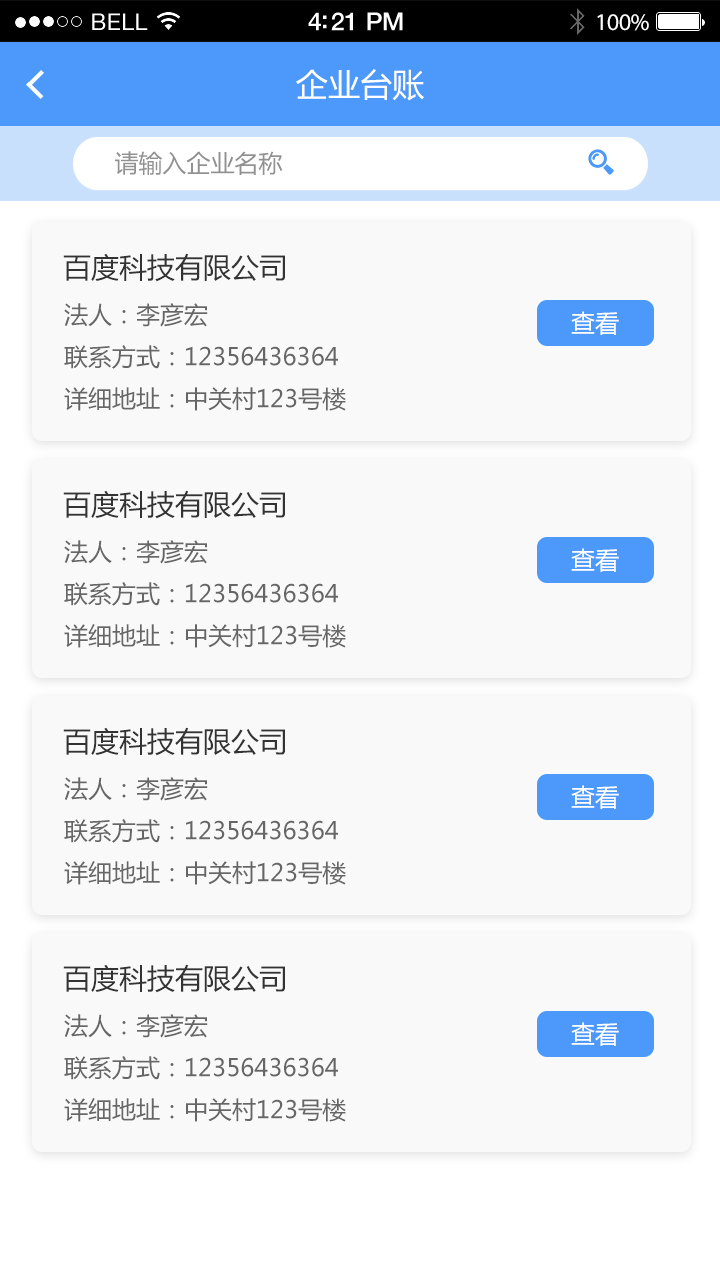 BELL 4:21 PM 100%
企业台账
请输入企业名称
百度科技有限公司
法人：李彦宏
查看
联系方式：12356436364
详细地址：中关村123号楼
百度科技有限公司
法人：李彦宏
查看
联系方式：12356436364
详细地址：中关村123号楼
百度科技有限公司
法人：李彦宏
查看
联系方式：12356436364
详细地址：中关村123号楼
百度科技有限公司
法人：李彦宏
查看
联系方式：12356436364
详细地址：中关村123号楼